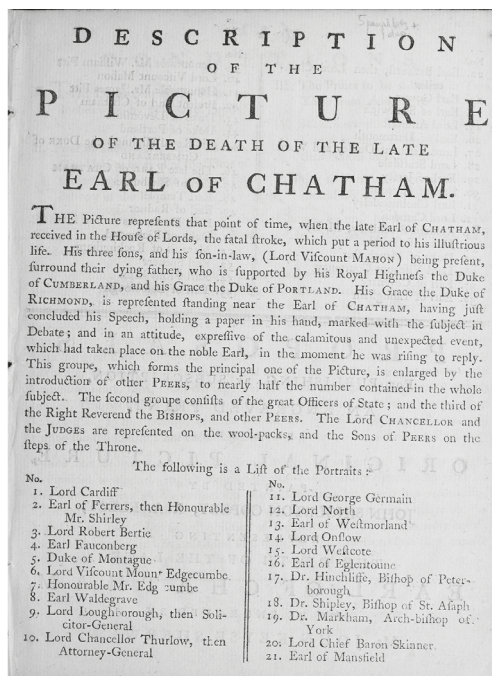 DESCRIPTION
OF THE
PICTURE
OF THE DEATH OF THE LATE
EARL OF CHATHAM.
THE Picture repreſents that point of time, when the late Earl of CHATHAM,
received in the Houſe of Lords, the fatal ſtroke, which put a period to his illuſtrious
life. His three ſons, and his ſon-in-law, (Lord Viſcount MAHON) being preſent,
ſurround their dying father, who is ſupported by his Royal Highneſs the Duke
of CUMBERLAND, and his Grace the Duke of PORTLAND. His Grace the Duke of
RICHMOND, is repreſented ſtanding near the Earl of CHATHAM, having juſt
concluded his Speech, holding a paper in his hand, marked with the ſubject in
Debate; and in an attitude, expreſſive of the calamitous and unexpected event,
which had taken place on the noble Earl, in the moment he was riſing to reply.
This groupe, which forms the principal one of the Picture, is enlarged by the
introduction of other PEERS, to nearly half the number contained in the whole
ſubject. The ſecond groupe conſiſts of the great Officers of State; and the third of
the Right Reverend the BISHOPS, and other PEERS. The Lord CHANCELLOR and
the JUDGES are repreſented on the wool-packs, and the Sons of PEERS on the
ſteps of the Throne.
The following is a Liſt of the Portraits:
No.
1. Lord Cardiff
2. Earl of Ferrers, then Honourable
Mr. Shirley
3. Lord Robert Bertie
4. Earl Fauconberg
5. Duke of Montague
6. Lord Viſcount Mount Edgecumbe
7. Honourable Mr. Edg cumbe
8. Earl Waldegrave
9. Lord Loughborough, then Soli-
citor-General
10. Lord Chancellor Thurlow, then
Attorney-General
No.
11. Lord George Germain
12. Lord North
13. Earl of Weſtmorland
14. Lord Onſlow
15. Lord Weſtcote
16. Earl of Eglentoune
17. Dr. Hinchliffe, Biſhop of Peter-
borough
18. Dr. Shipley, Biſhop of St. Aſaph
19. Dr. Markham, Arch-biſhop of
York
20. Lord Chief Baron Skinner
21. Earl of Mansfield